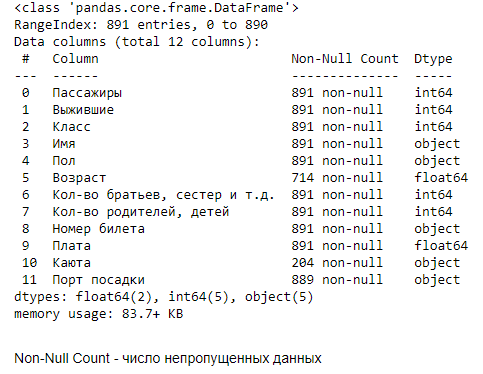 <class 'pandas.core.frame.DataFrame'>
RangeIndex: 891 entries, 0 to 890
Data columns (total 12 columns):
 #   Column                        Non-Null Count  Dtype
---  ------                        --------------  -----
 0   Пассажиры                     891 non-null    int64
 1   Выжившие                      891 non-null    int64
 2   Класс                         891 non-null    int64
 3   Имя                           891 non-null    object
 4   Пол                           891 non-null    object
 5   Возраст                       714 non-null    float64
 6   Кол-во братьев, сестер и т.д.  891 non-null    int64
 7   Кол-во родителей, детей       891 non-null    int64
 8   Номер билета                  891 non-null    object
 9   Плата                         891 non-null    float64
 10  Каюта                         204 non-null    object
 11  Порт посадки                  889 non-null    object
dtypes: float64(2), int64(5), object(5)
memory usage: 83.7+ KB
Non-Null Count - число непропущенных данных